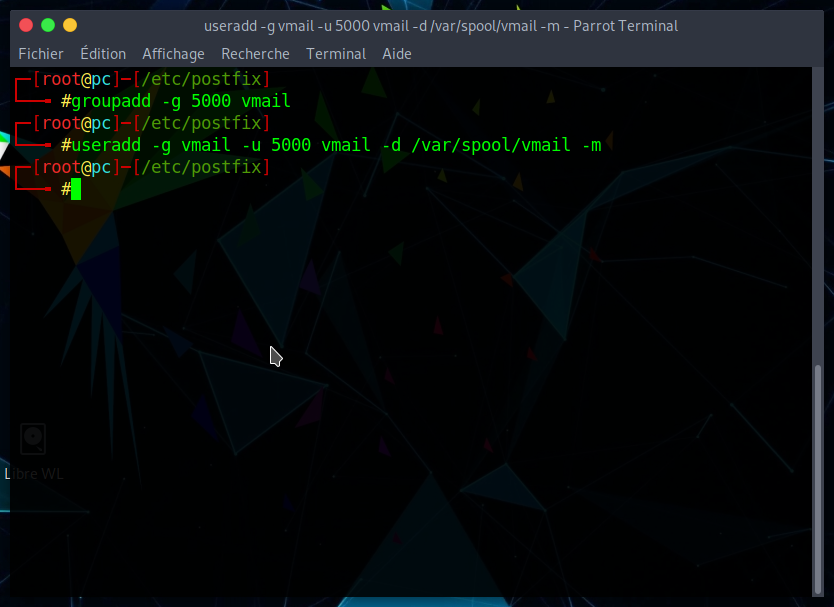 useradd -g vmail -u 5000 vmail -d /var/spool/vmail -m - Parrot Terminal
Fichier Édition Affichage Recherche Terminal Aide
[root@pc]─[/etc/postfix]
#groupadd -g 5000 vmail
[root@pc]─[/etc/postfix]
#useradd -g vmail -u 5000 vmail -d /var/spool/vmail -m
[root@pc]─[/etc/postfix]
#
Libre WL